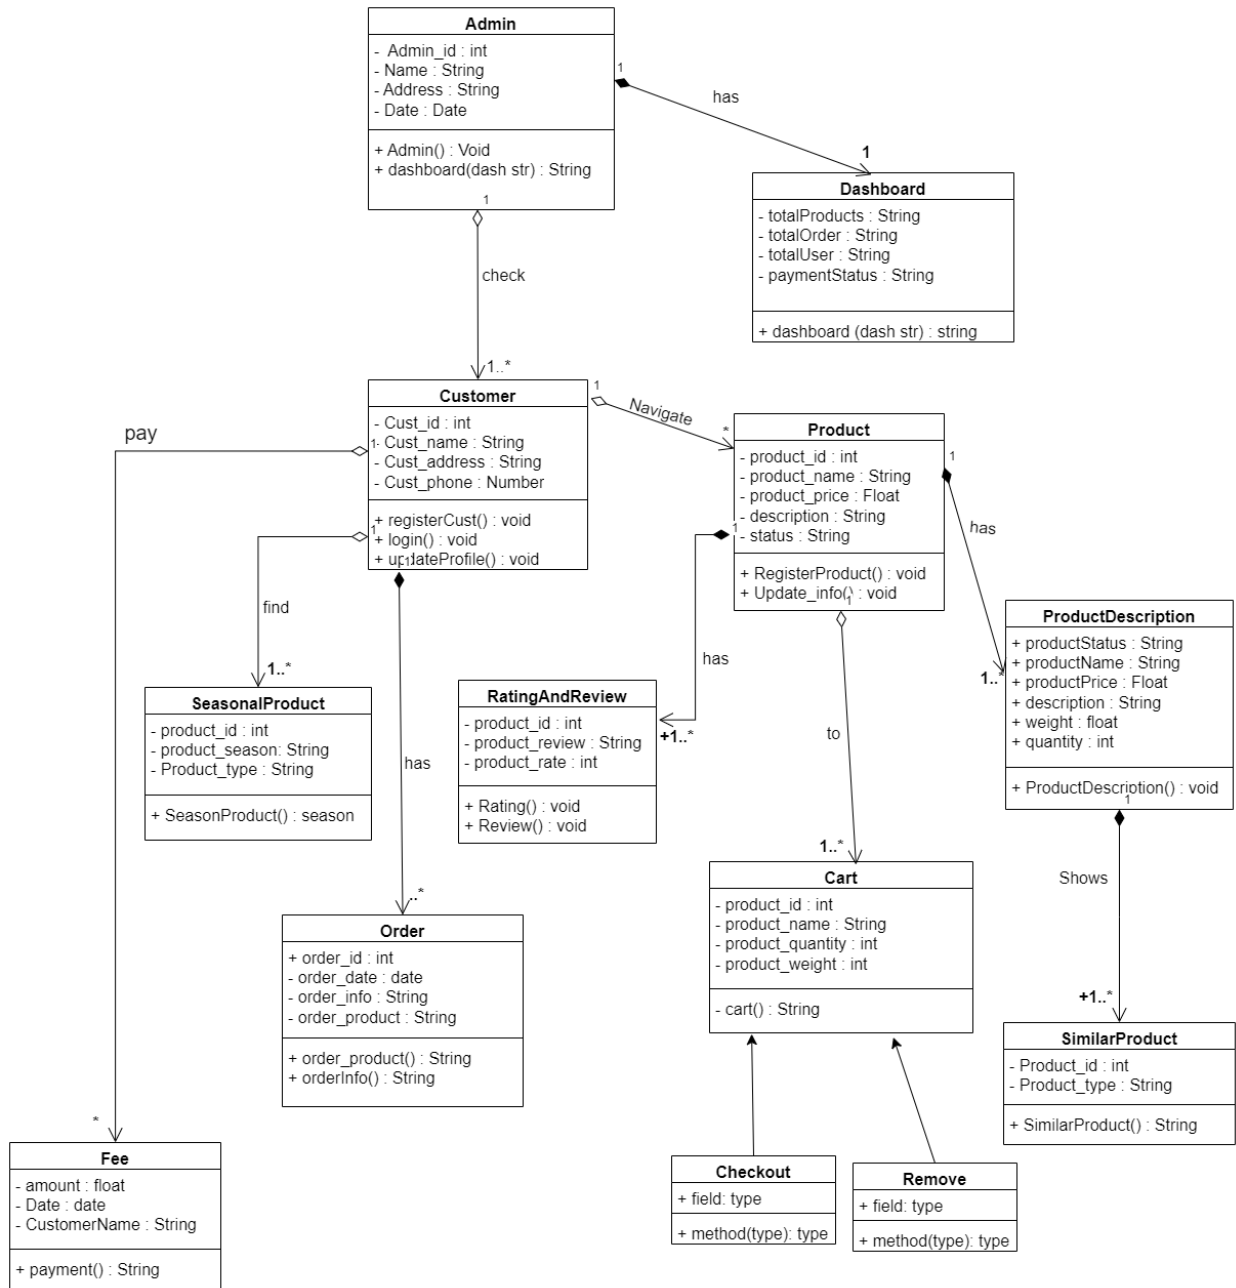 Admin
- Admin_id : int
- Name : String
- Address : String
- Date : Date
+ Admin() : Void
+ dashboard(dash str) : String
1
has
1
Dashboard
- totalProducts : String
- totalOrder : String
- totalUser : String
- paymentStatus : String
+ dashboard (dash str) : string
1
check
1..*
Customer
- Cust_id : int
- Cust_name : String
- Cust_address : String
- Cust_phone : Number
+ registerCust() : void
+ login() : void
+ updateProfile() : void
1
Navigate
*
Product
- product_id : int
- product_name : String
- product_price : Float
- description : String
- status : String
+ RegisterProduct() : void
+ Update_info() : void
1
pay
*
1
find
1..*
SeasonalProduct
- product_id : int
- product_season: String
- Product_type : String
+ SeasonProduct() : season
1
has
..*
Order
+ order_id : int
- order_date : date
- order_info : String
- order_product : String
+ order_product() : String
+ orderInfo() : String
1
has
+1..*
RatingAndReview
- product_id : int
- product_review : String
- product_rate : int
+ Rating() : void
+ Review() : void
1
has
1..*
ProductDescription
+ productStatus : String
+ productName : String
+ productPrice : Float
+ description : String
+ weight : float
+ quantity : int
+ ProductDescription() : void
1
to
1..*
Cart
- product_id : int
- product_name : String
- product_quantity : int
- product_weight : int
- cart() : String
1
Shows
+1..*
SimilarProduct
- Product_id : int
- Product_type : String
+ SimilarProduct() : String
Fee
- amount : float
- Date : date
- CustomerName : String
+ payment() : String
Checkout
+ field: type
+ method(type): type
Remove
+ field: type
+ method(type): type